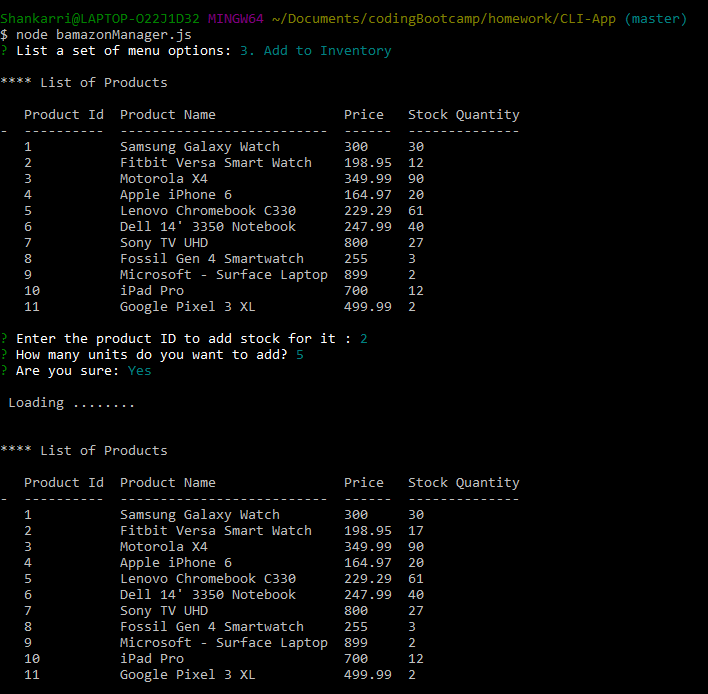 Shankarri@LAPTOP-O22J1D32 MINGW64 ~/Documents/codingBootcamp/homework/CLI-App (master)
$ node bamazonManager.js
? List a set of menu options: 3. Add to Inventory
**** List of Products
   Product Id  Product Name                Price   Stock Quantity
-  ----------  --------------------------  ------  --------------
   1           Samsung Galaxy Watch        300     30
   2           Fitbit Versa Smart Watch    198.95  12
   3           Motorola X4                 349.99  90
   4           Apple iPhone 6              164.97  20
   5           Lenovo Chromebook C330      229.29  61
   6           Dell 14' 3350 Notebook      247.99  40
   7           Sony TV UHD                 800     27
   8           Fossil Gen 4 Smartwatch     255     3
   9           Microsoft - Surface Laptop  899     2
   10          iPad Pro                    700     12
   11          Google Pixel 3 XL           499.99  2
? Enter the product ID to add stock for it : 2
? How many units do you want to add? 5
? Are you sure: Yes
 Loading ........
**** List of Products
   Product Id  Product Name                Price   Stock Quantity
-  ----------  --------------------------  ------  --------------
   1           Samsung Galaxy Watch        300     30
   2           Fitbit Versa Smart Watch    198.95  17
   3           Motorola X4                 349.99  90
   4           Apple iPhone 6              164.97  20
   5           Lenovo Chromebook C330      229.29  61
   6           Dell 14' 3350 Notebook      247.99  40
   7           Sony TV UHD                 800     27
   8           Fossil Gen 4 Smartwatch     255     3
   9           Microsoft - Surface Laptop  899     2
   10          iPad Pro                    700     12
   11          Google Pixel 3 XL           499.99  2